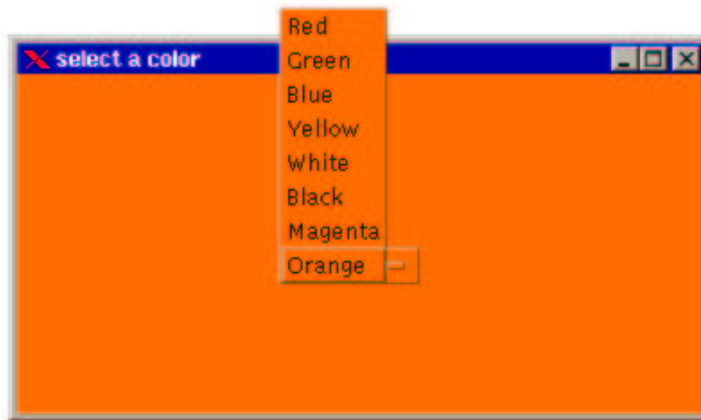 select a color
Red
Green
Blue
Yellow
White
Black
Magenta
Orange